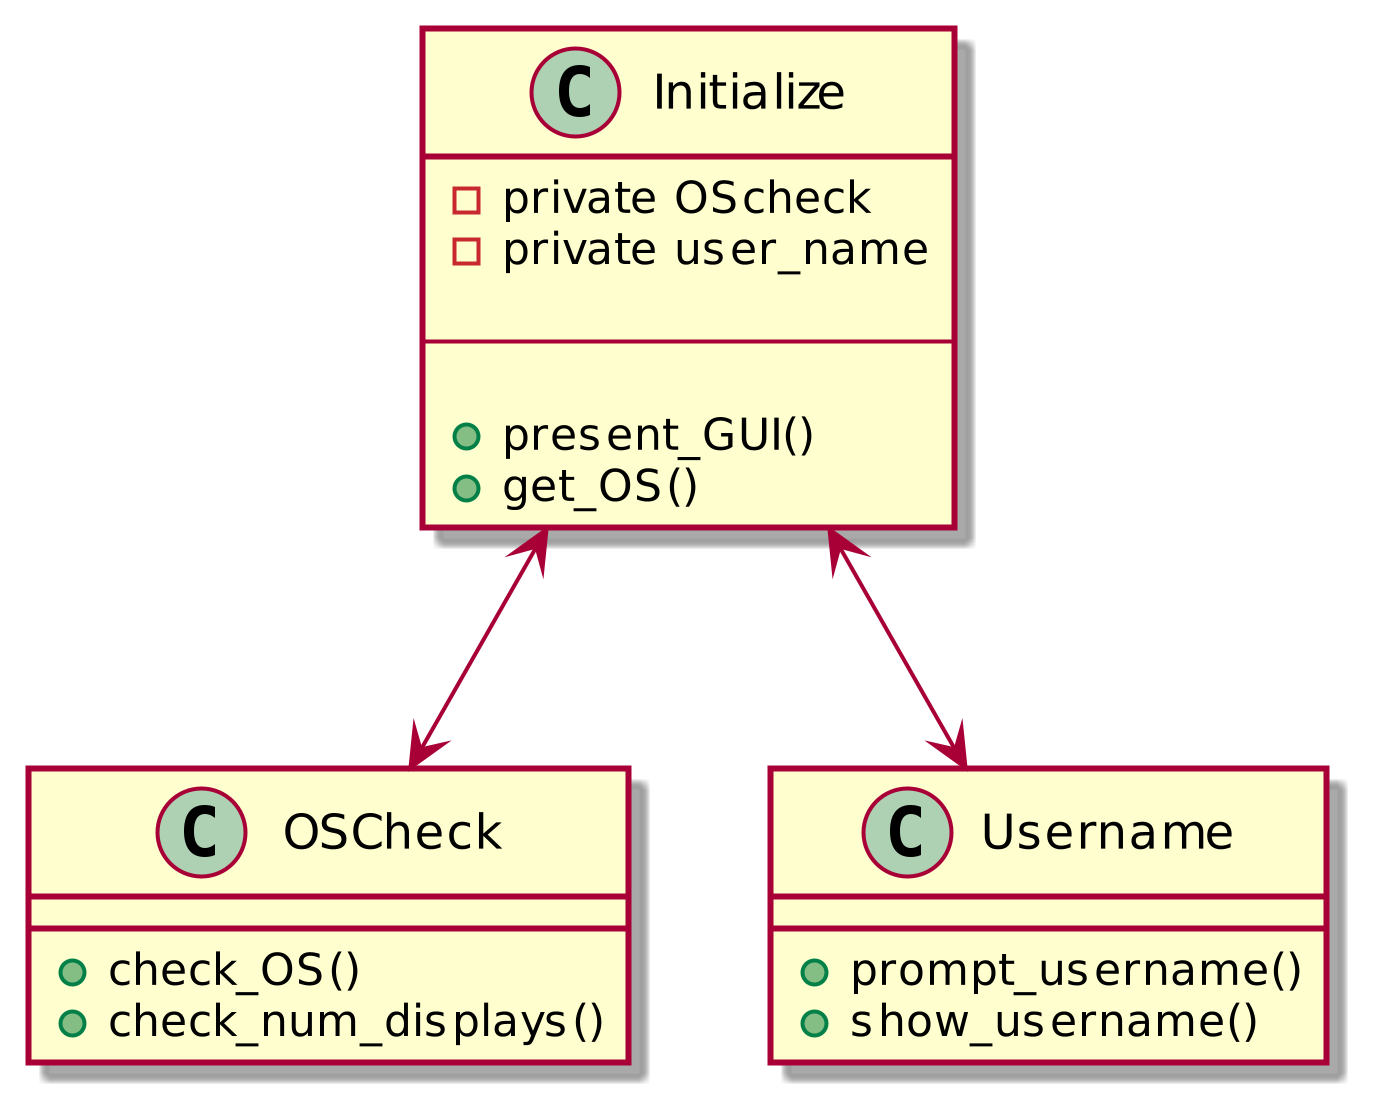 C Initialize
private OScheck
private user_name
present_GUI()
get_OS()
C OSCheck
check_OS()
check_num_displays()
C Username
prompt_username()
show_username()